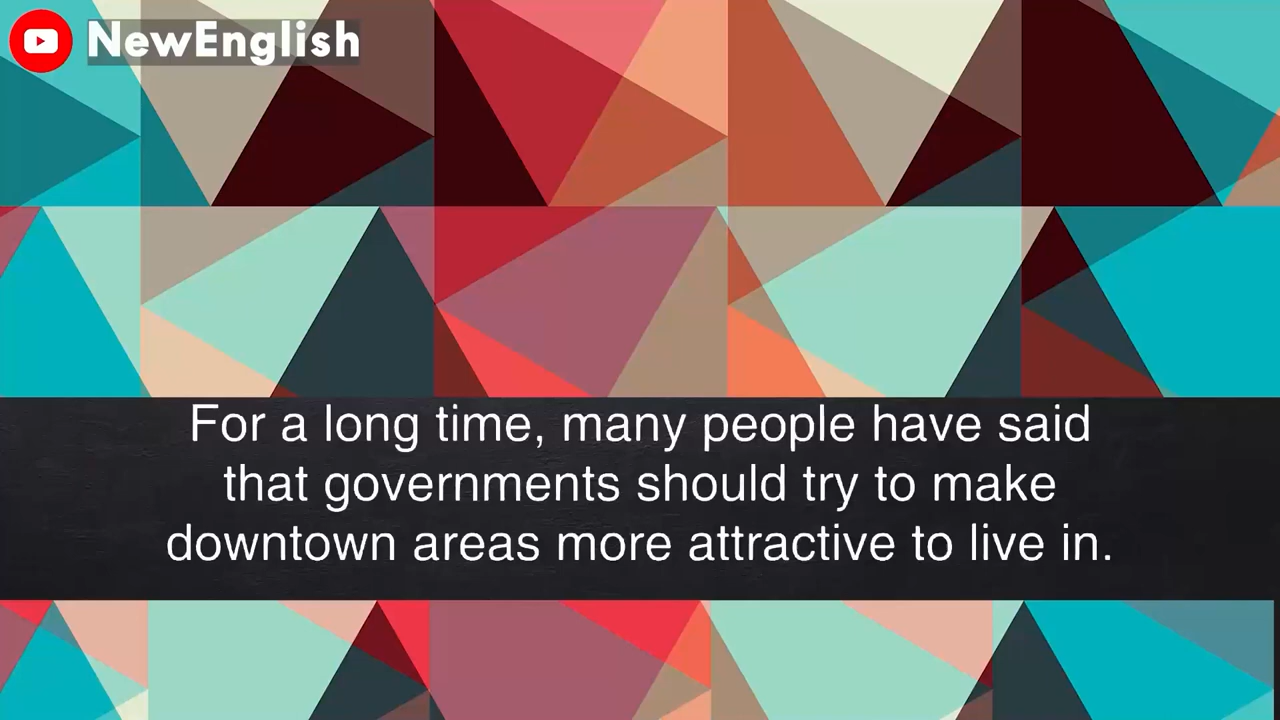 NewEnglish
For a long time, many people have said
that governments should try to make
downtown areas more attractive to live in.